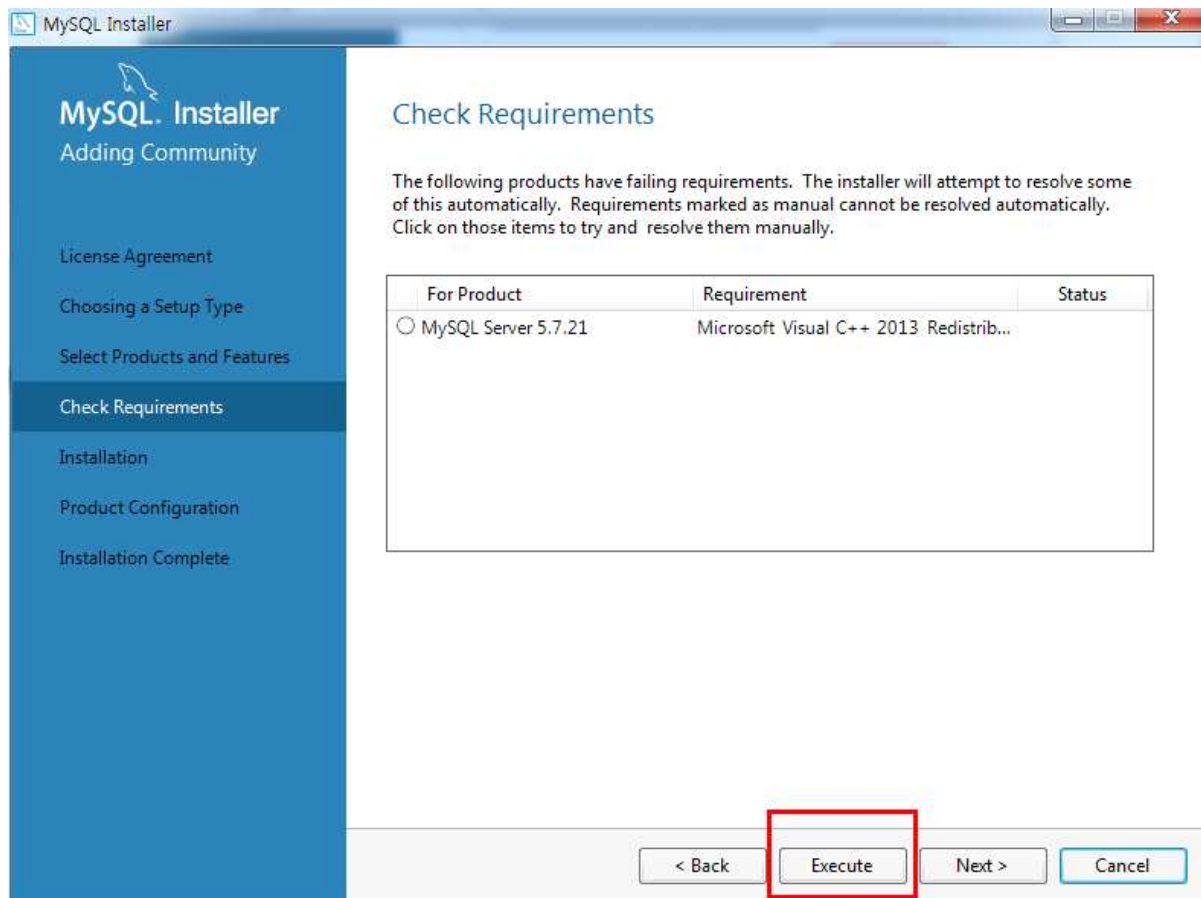 MySQL Installer
MySQL. Installer
Adding Community
License Agreement
Choosing a Setup Type
Select Products and Features
Check Requirements
Installation
Product Configuration
Installation Complete
Check Requirements
The following products have failing requirements. The installer will attempt to resolve some
of this automatically. Requirements marked as manual cannot be resolved automatically.
Click on those items to try and resolve them manually.
For Product Requirement Status
MySQL Server 5.7.21 Microsoft Visual C++ 2013 Redistrib...
< Back Execute Next > Cancel